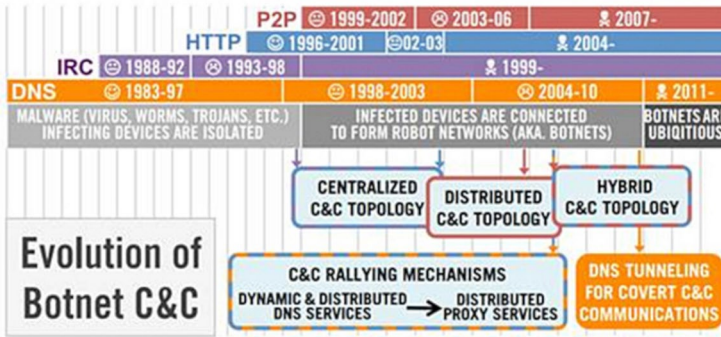 P2P 1999-2002 2003-06 2007-
HTTP 1996-2001 02-03 2004-
IRC 1988-92 1993-98 1999-
DNS 1983-97 1998-2003 2004-10 2011-
MALWARE (VIRUS, WORMS, TROJANS, ETC.)
INFECTING DEVICES ARE ISOLATED
INFECTED DEVICES ARE CONNECTED
TO FORM ROBOT NETWORKS (AKA. BOTNETS)
BOTNETS ARE
UBIQITIOUS
CENTRALIZED
C&C TOPOLOGY
DISTRIBUTED
C&C TOPOLOGY
HYBRID
C&C TOPOLOGY
Evolution of
Botnet C&C
C&C RALLYING MECHANISMS
DYNAMIC & DISTRIBUTED
DNS SERVICES
DISTRIBUTED
PROXY SERVICES
DNS TUNNELING
FOR COVERT C&C
COMMUNICATIONS